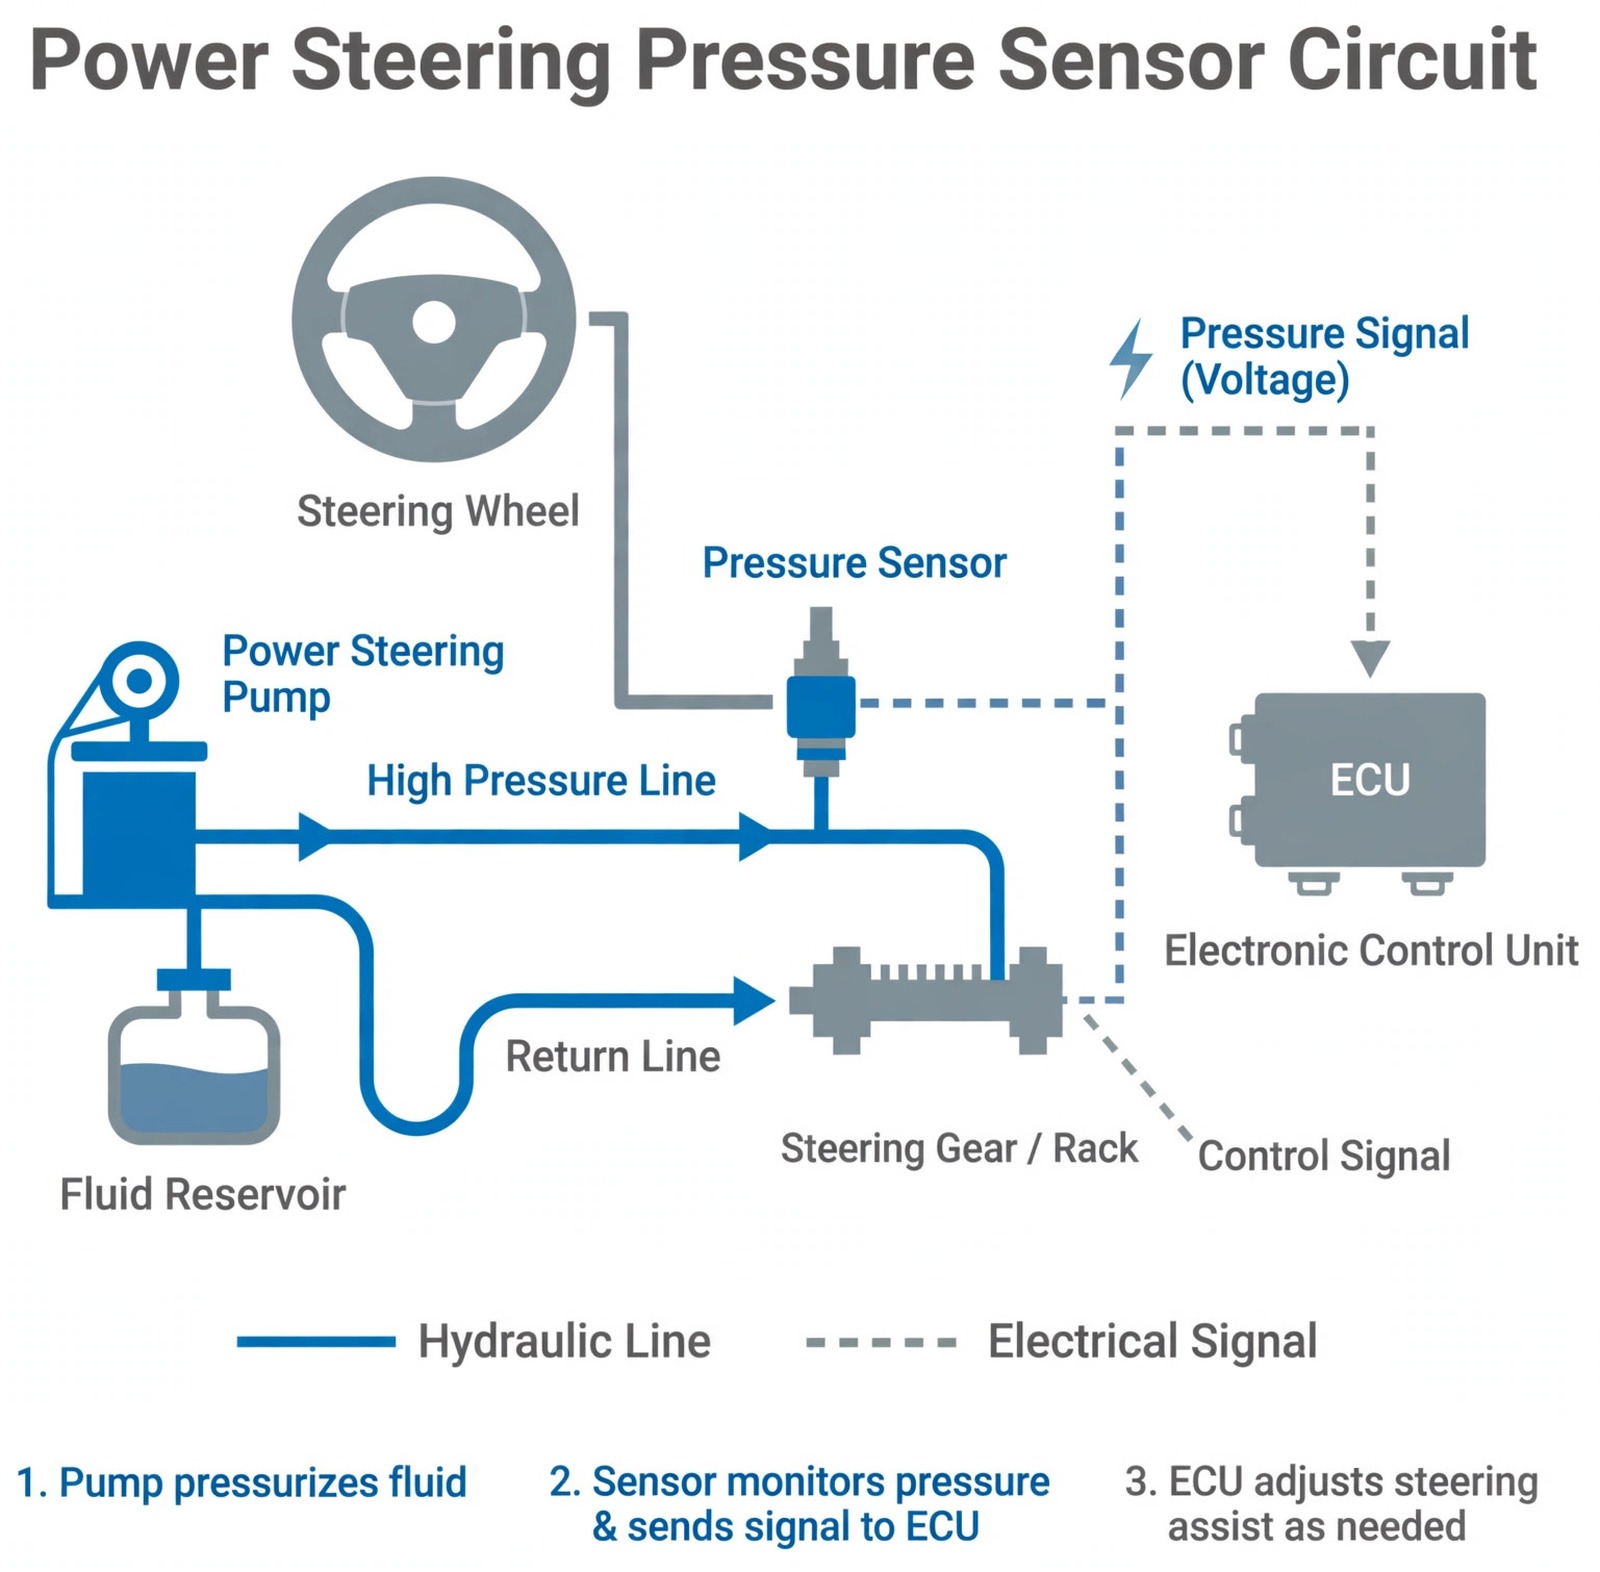 Power Steering Pressure Sensor Circuit
Pressure Signal
(Voltage)
Steering Wheel
Pressure Sensor
Power Steering
Pump
High Pressure Line
ECU
Electronic Control Unit
Return Line
Steering Gear / Rack
Control Signal
Fluid Reservoir
Hydraulic Line
Electrical Signal
1. Pump pressurizes fluid
2. Sensor monitors pressure
& sends signal to ECU
3. ECU adjusts steering
assist as needed